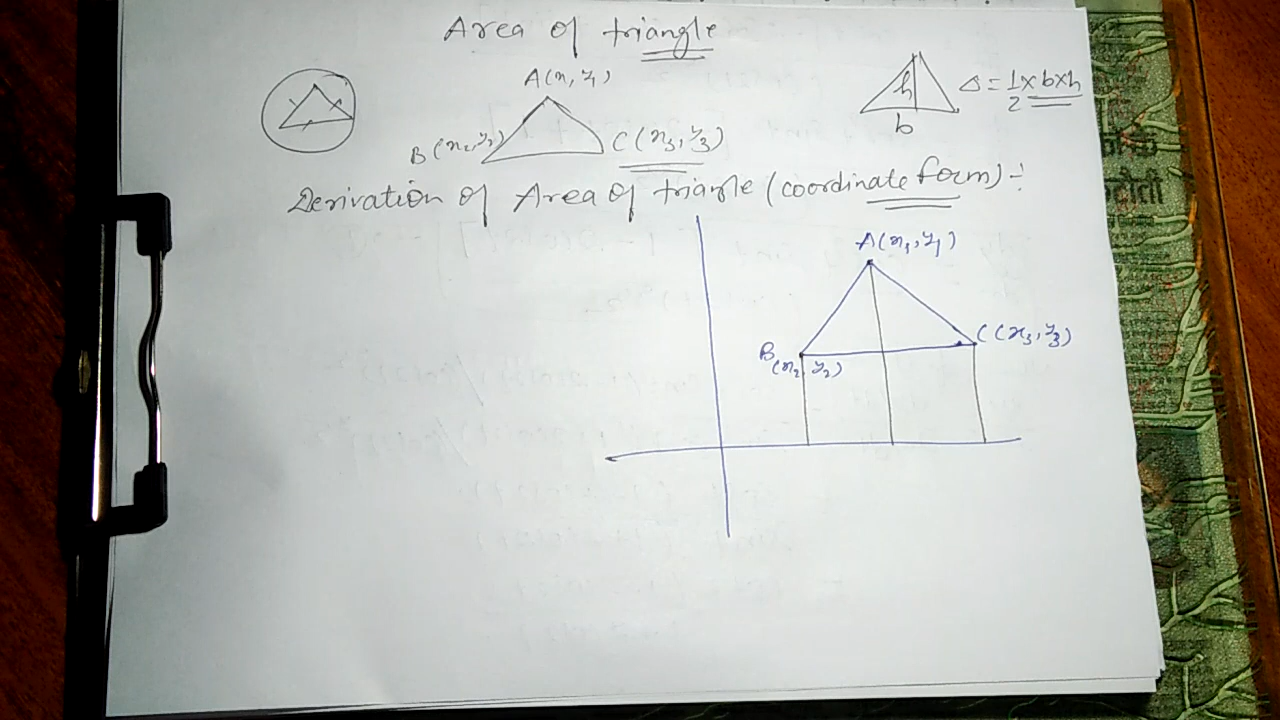 Area of triangle
A(x, y1)
B(x2, y2)
C(x3, y3)
h
b
Δ = 1/2 × b × h
Derivation of Area of triangle (coordinate form) :-
A(x1, y1)
B(x2, y2)
C(x3, y3)